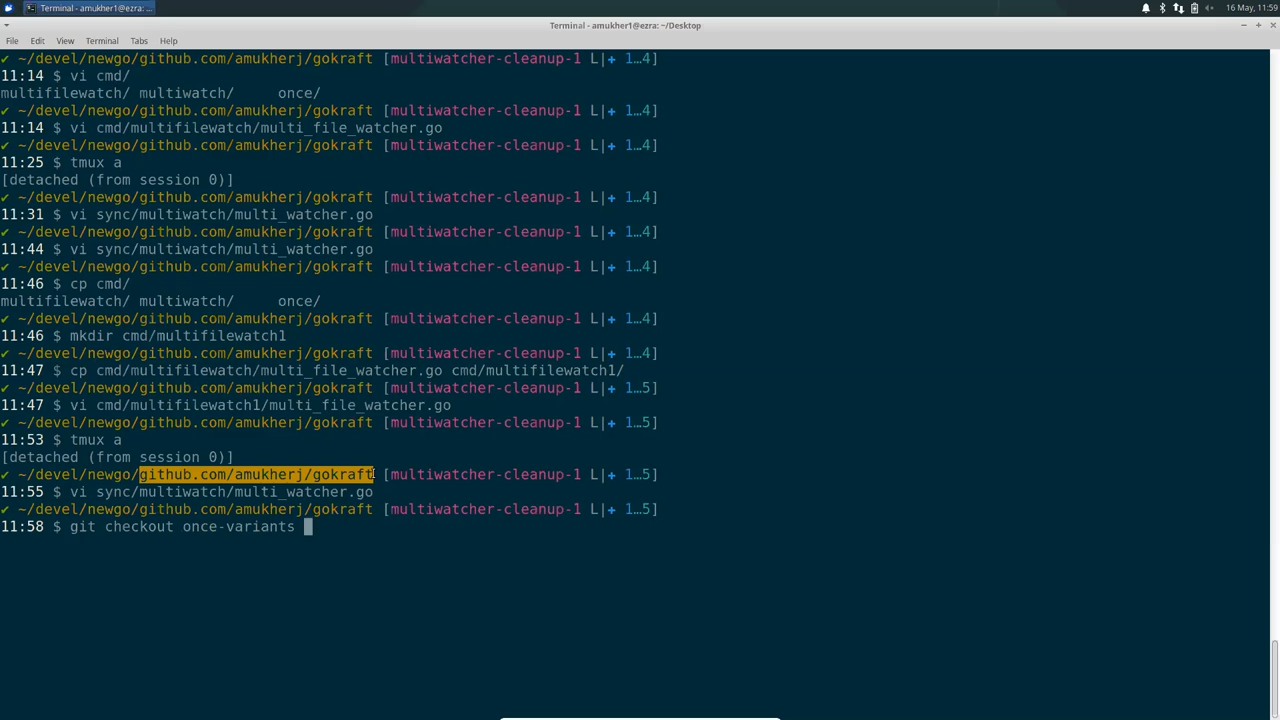 Terminal - amukher1@ezra: ...
16 May, 11:59
Terminal - amukher1@ezra: ~/Desktop
File Edit View Terminal Tabs Help
✔ ~/devel/newgo/github.com/amukherj/gokraft [multiwatcher-cleanup-1 L|✚ 1…4]
11:14 $ vi cmd/
multifilewatch/ multiwatch/     once/
✔ ~/devel/newgo/github.com/amukherj/gokraft [multiwatcher-cleanup-1 L|✚ 1…4]
11:14 $ vi cmd/multifilewatch/multi_file_watcher.go
✔ ~/devel/newgo/github.com/amukherj/gokraft [multiwatcher-cleanup-1 L|✚ 1…4]
11:25 $ tmux a
[detached (from session 0)]
✔ ~/devel/newgo/github.com/amukherj/gokraft [multiwatcher-cleanup-1 L|✚ 1…4]
11:31 $ vi sync/multiwatch/multi_watcher.go
✔ ~/devel/newgo/github.com/amukherj/gokraft [multiwatcher-cleanup-1 L|✚ 1…4]
11:44 $ vi sync/multiwatch/multi_watcher.go
✔ ~/devel/newgo/github.com/amukherj/gokraft [multiwatcher-cleanup-1 L|✚ 1…4]
11:46 $ cp cmd/
multifilewatch/ multiwatch/     once/
✔ ~/devel/newgo/github.com/amukherj/gokraft [multiwatcher-cleanup-1 L|✚ 1…4]
11:46 $ mkdir cmd/multifilewatch1
✔ ~/devel/newgo/github.com/amukherj/gokraft [multiwatcher-cleanup-1 L|✚ 1…4]
11:47 $ cp cmd/multifilewatch/multi_file_watcher.go cmd/multifilewatch1/
✔ ~/devel/newgo/github.com/amukherj/gokraft [multiwatcher-cleanup-1 L|✚ 1…5]
11:47 $ vi cmd/multifilewatch1/multi_file_watcher.go
✔ ~/devel/newgo/github.com/amukherj/gokraft [multiwatcher-cleanup-1 L|✚ 1…5]
11:53 $ tmux a
[detached (from session 0)]
✔ ~/devel/newgo/github.com/amukherj/gokraft [multiwatcher-cleanup-1 L|✚ 1…5]
11:55 $ vi sync/multiwatch/multi_watcher.go
✔ ~/devel/newgo/github.com/amukherj/gokraft [multiwatcher-cleanup-1 L|✚ 1…5]
11:58 $ git checkout once-variants